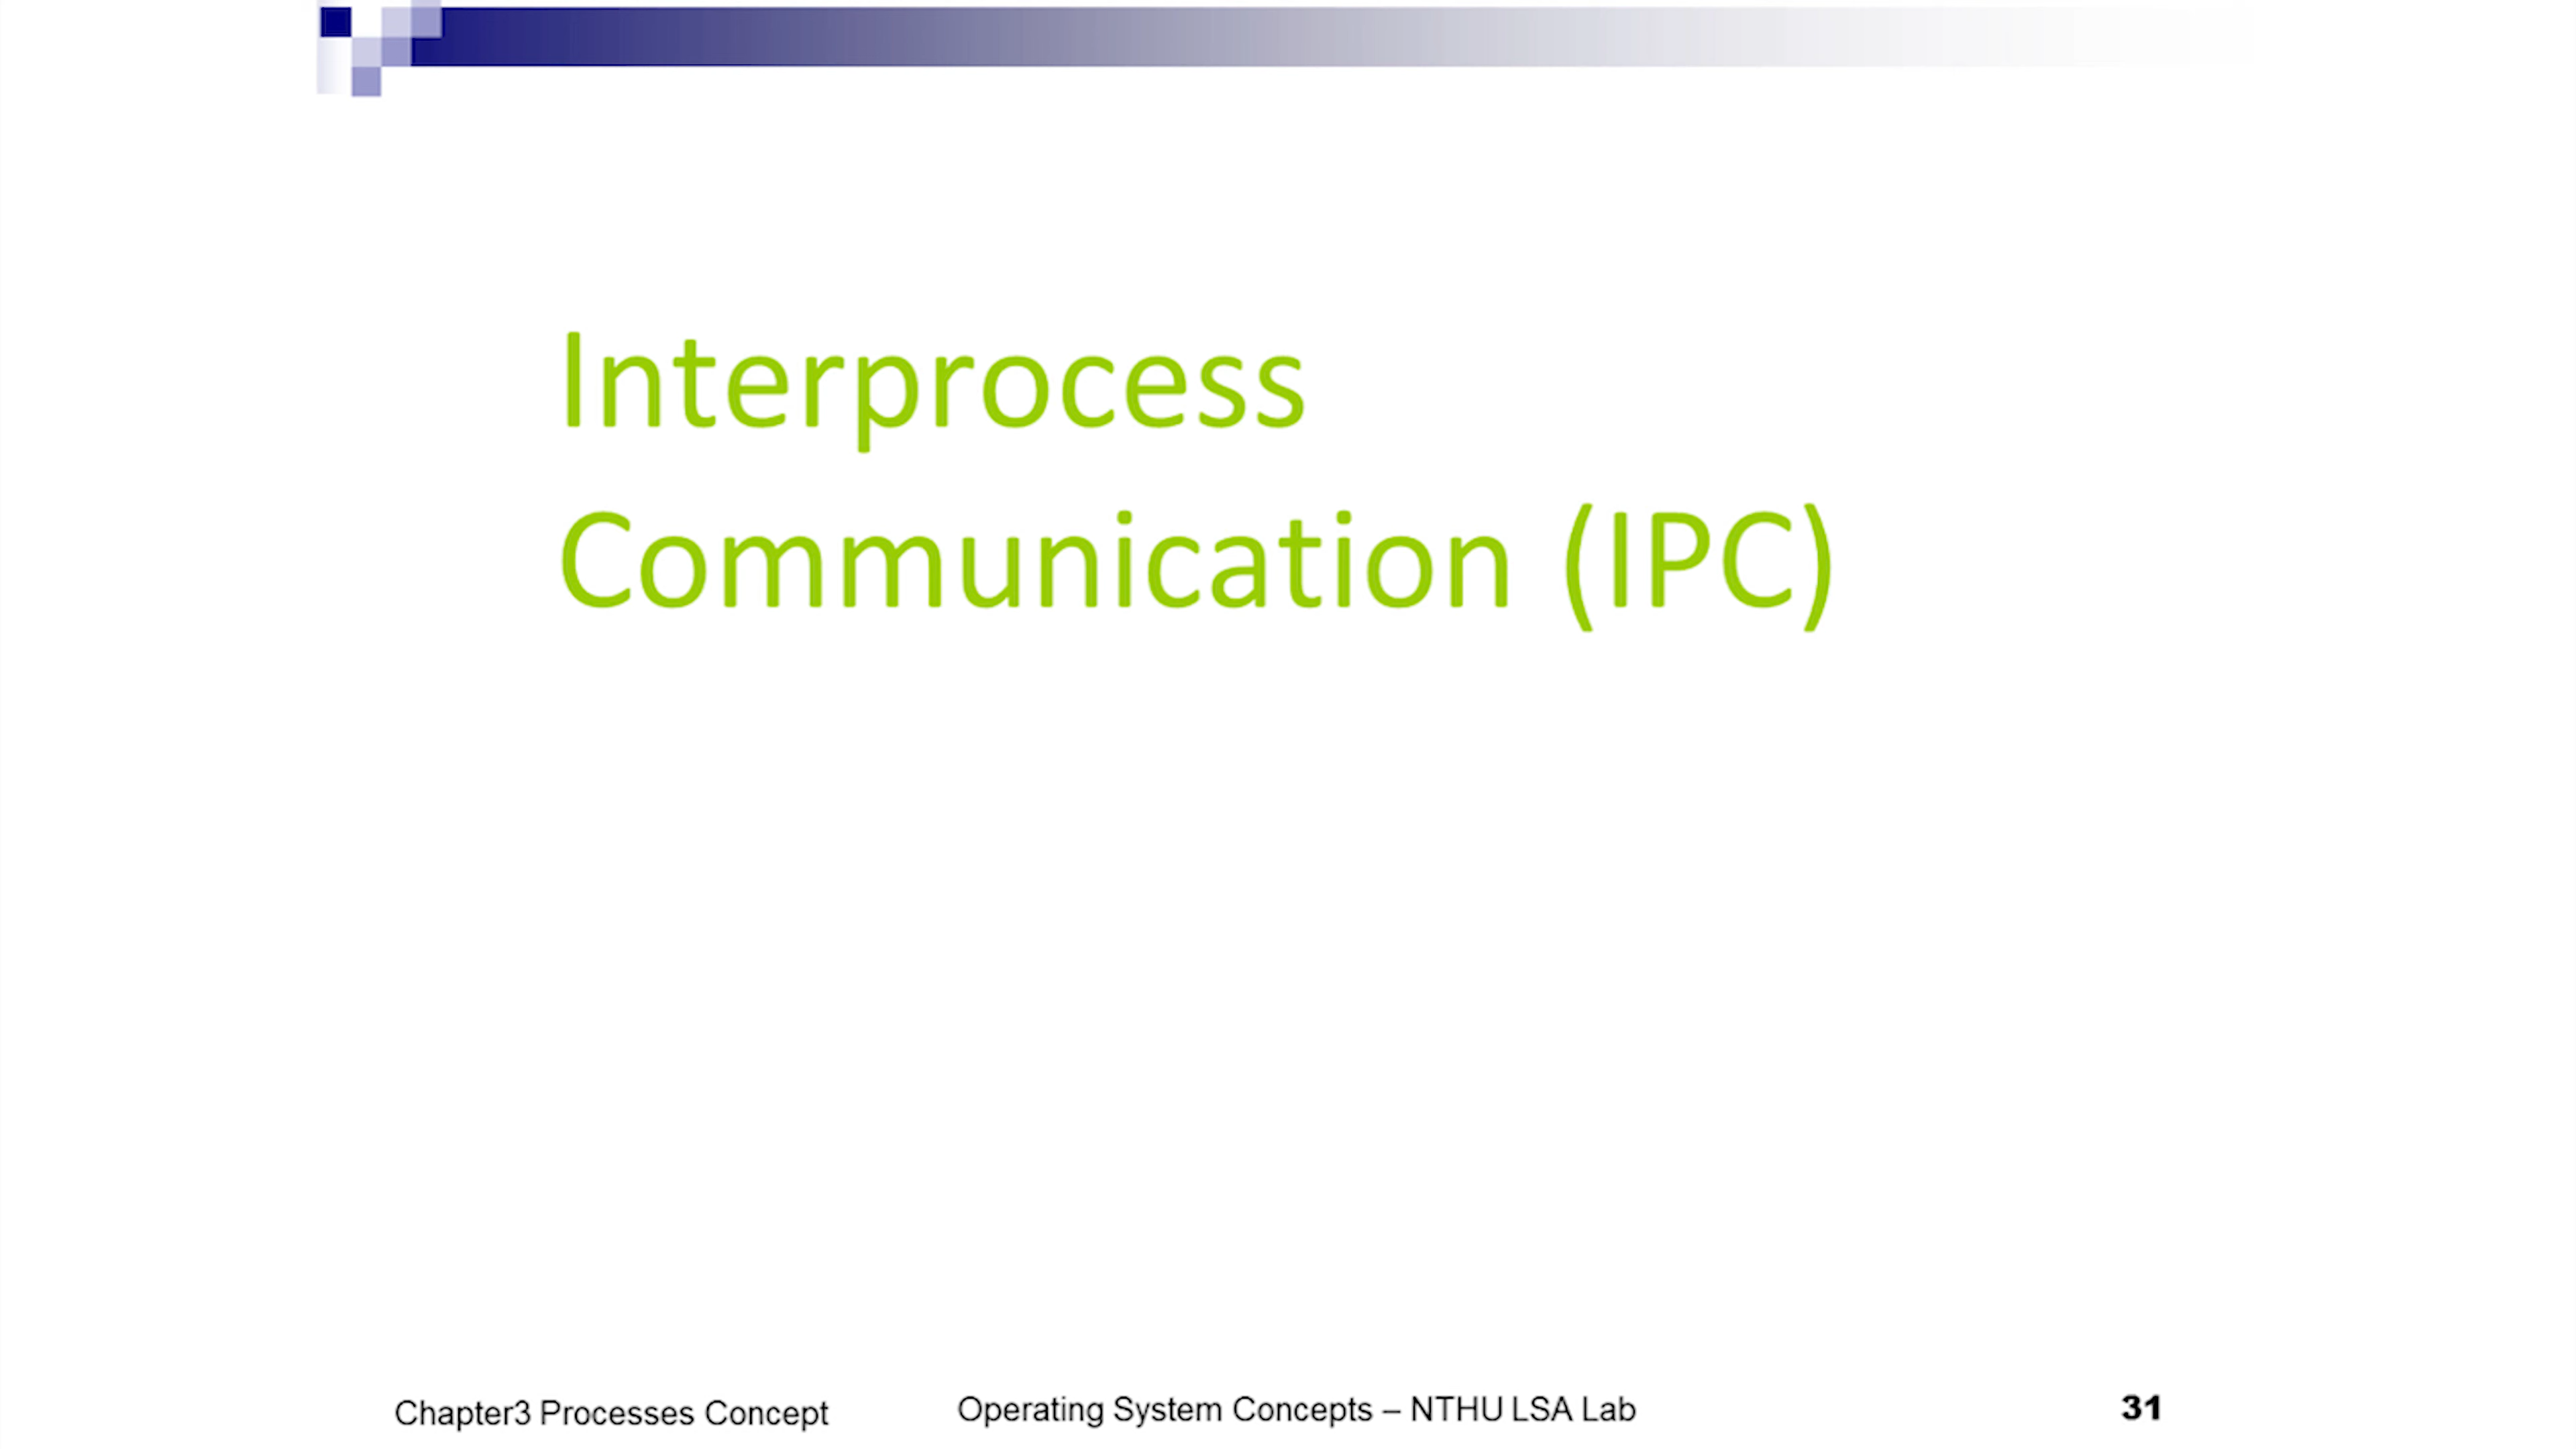 Interprocess
Communication (IPC)
Chapter3 Processes Concept
Operating System Concepts – NTHU LSA Lab
31